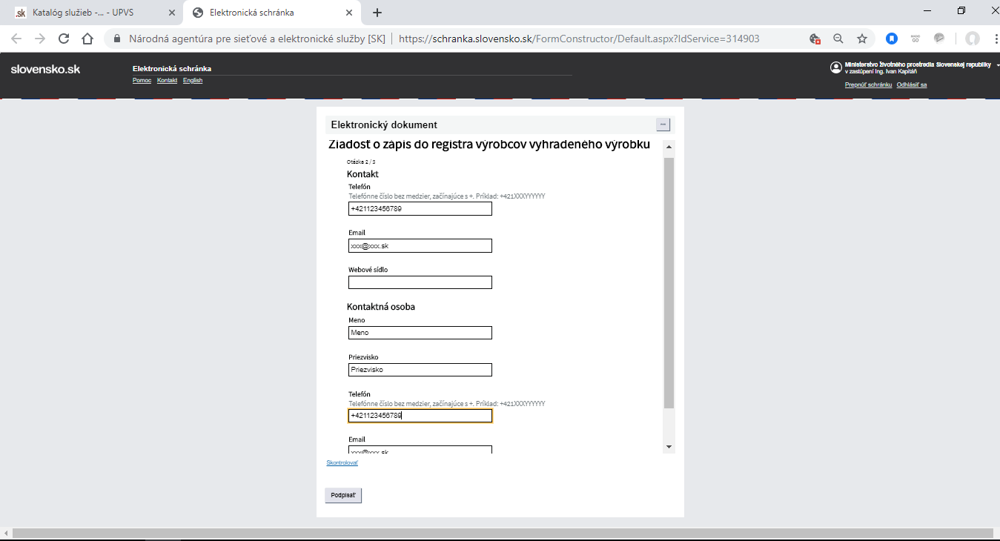 .sk Katalóg služieb -... - UPVS
Elektronická schránka
Národná agentúra pre sieťové a elektronické služby [SK] https://schranka.slovensko.sk/FormConstructor/Default.aspx?IdService=314903
slovensko.sk
Elektronická schránka
Pomoc Kontakt English
Ministerstvo životného prostredia Slovenskej republiky
v zastúpení Ing. Ivan Kapitáň
Prepnúť schránku Odhlásiť sa
Elektronický dokument
...
Žiadosť o zápis do registra výrobcov vyhradeného výrobku
Otázka 2 / 3
Kontakt
Telefón
Telefónne číslo bez medzier, začínajúce s +. Príklad: +421XXXYYYYYY
+421123456789
Email
xxx@xxx.sk
Webové sídlo
Kontaktná osoba
Meno
Meno
Priezvisko
Priezvisko
Telefón
Telefónne číslo bez medzier, začínajúce s +. Príklad: +421XXXYYYYYY
+421123456789
Email
xxx@xxx.sk
Skontrolovať
Podpísať